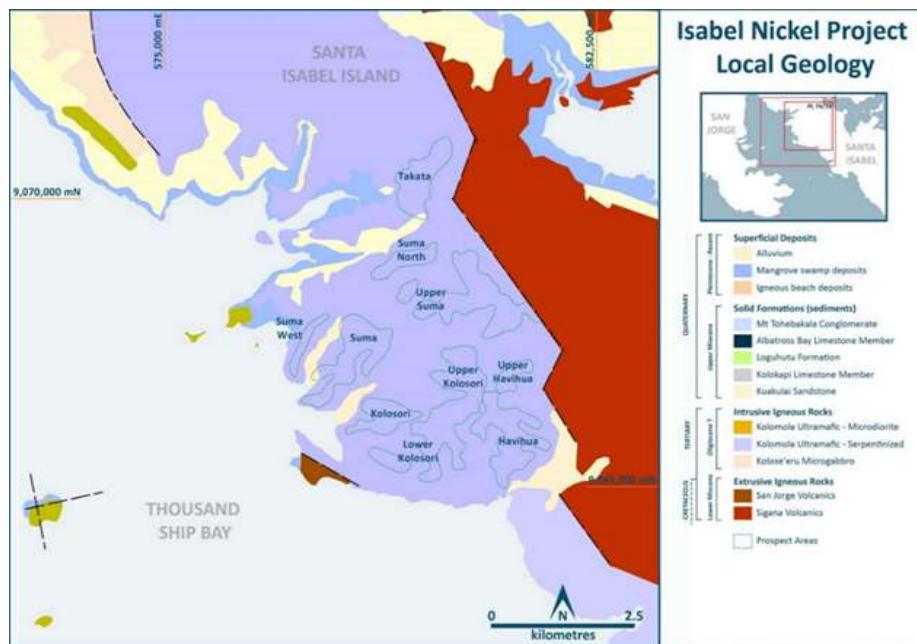 Isabel Nickel Project
Local Geology
SANTA
ISABEL ISLAND
575,000 mE
582,500 mE
9,070,000 mN
Takata
Suma
North
Upper
Suma
Suma
West
Suma
Upper
Kolosori
Upper
Havihua
Kolosori
Lower
Kolosori
Havihua
THOUSAND
SHIP BAY
0
N
2.5
kilometres
SAN
JORGE
SANTA
ISABEL
QUATERNARY
TERTIARY
CRETACEOUS
Pleistocene - Recent
Upper Miocene
Oligocene ?
Lower Miocene
Superficial Deposits
Alluvium
Mangrove swamp deposits
Igneous beach deposits
Solid Formations (sediments)
Mt Tohebakala Conglomerate
Albatross Bay Limestone Member
Loguhutu Formation
Kolokapi Limestone Member
Kuakulai Sandstone
Intrusive Igneous Rocks
Kolomola Ultramafic - Microdiorite
Kolomola Ultramafic - Serpentinized
Kolose'eru Microgabbro
Extrusive Igneous Rocks
San Jorge Volcanics
Sigana Volcanics
Prospect Areas